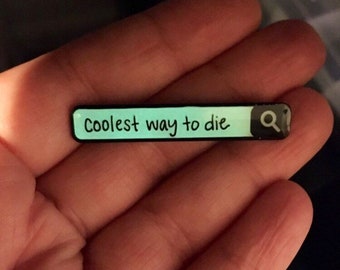 Coolest way to die